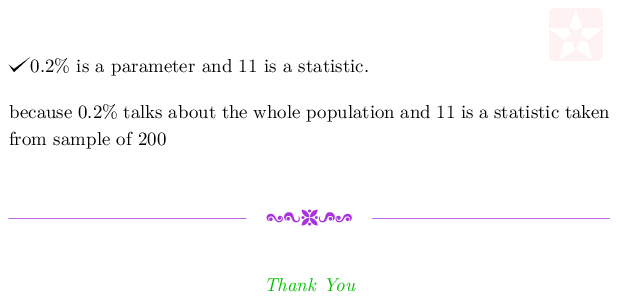 ✓0.2% is a parameter and 11 is a statistic.
because 0.2% talks about the whole population and 11 is a statistic taken
from sample of 200
Thank You